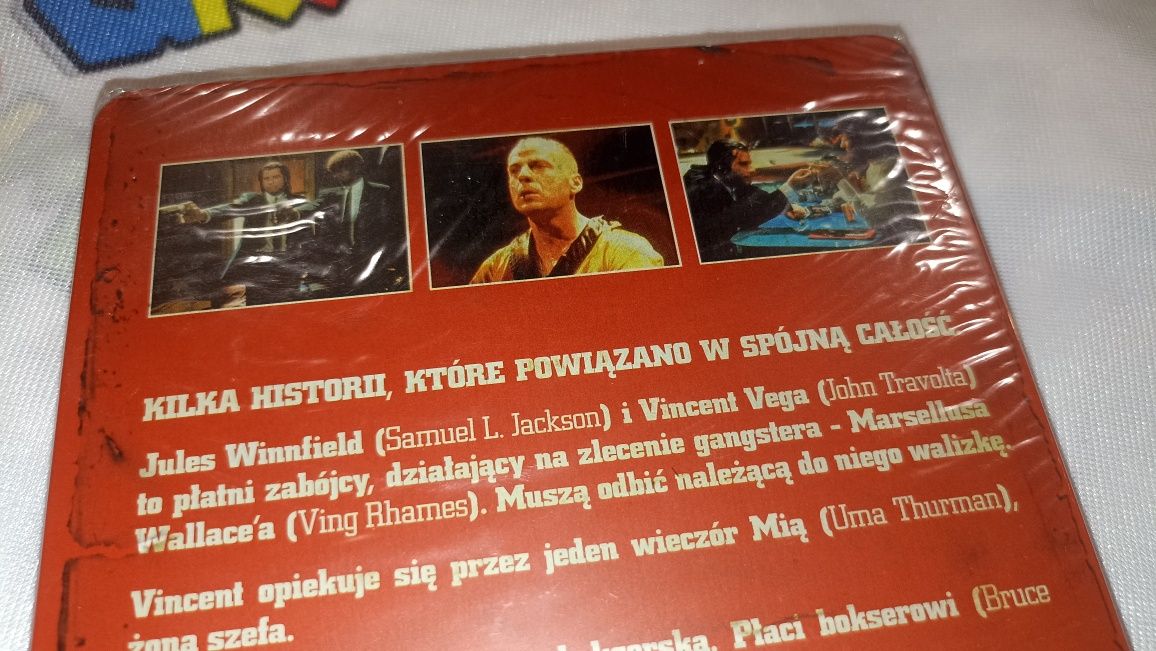 KILKA HISTORII, KTÓRE POWIĄZANO W SPÓJNĄ CAŁOŚĆ
Jules Winnfield (Samuel L. Jackson) i Vincent Vega (John Travolta)
to płatni zabójcy, działający na zlecenie gangstera - Marsellusa
Wallace'a (Ving Rhames). Muszą odbić należącą do niego walizkę.
Vincent opiekuje się przez jeden wieczór Mią (Uma Thurman),
żoną szefa.
Płaci bokserowi (Bruce